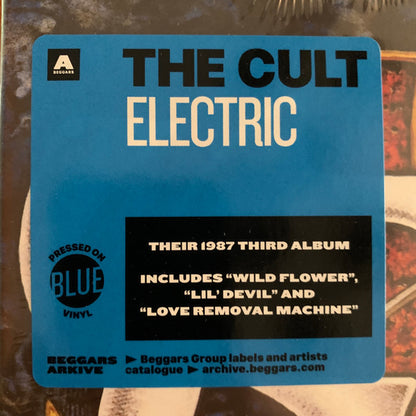 A
BEGGARS
THE CULT
ELECTRIC
THEIR 1987 THIRD ALBUM
INCLUDES “WILD FLOWER”,
“LIL’ DEVIL” AND
“LOVE REMOVAL MACHINE”
PRESSED ON
BLUE
VINYL
BEGGARS ► Beggars Group labels and artists
ARKIVE catalogue ► archive.beggars.com